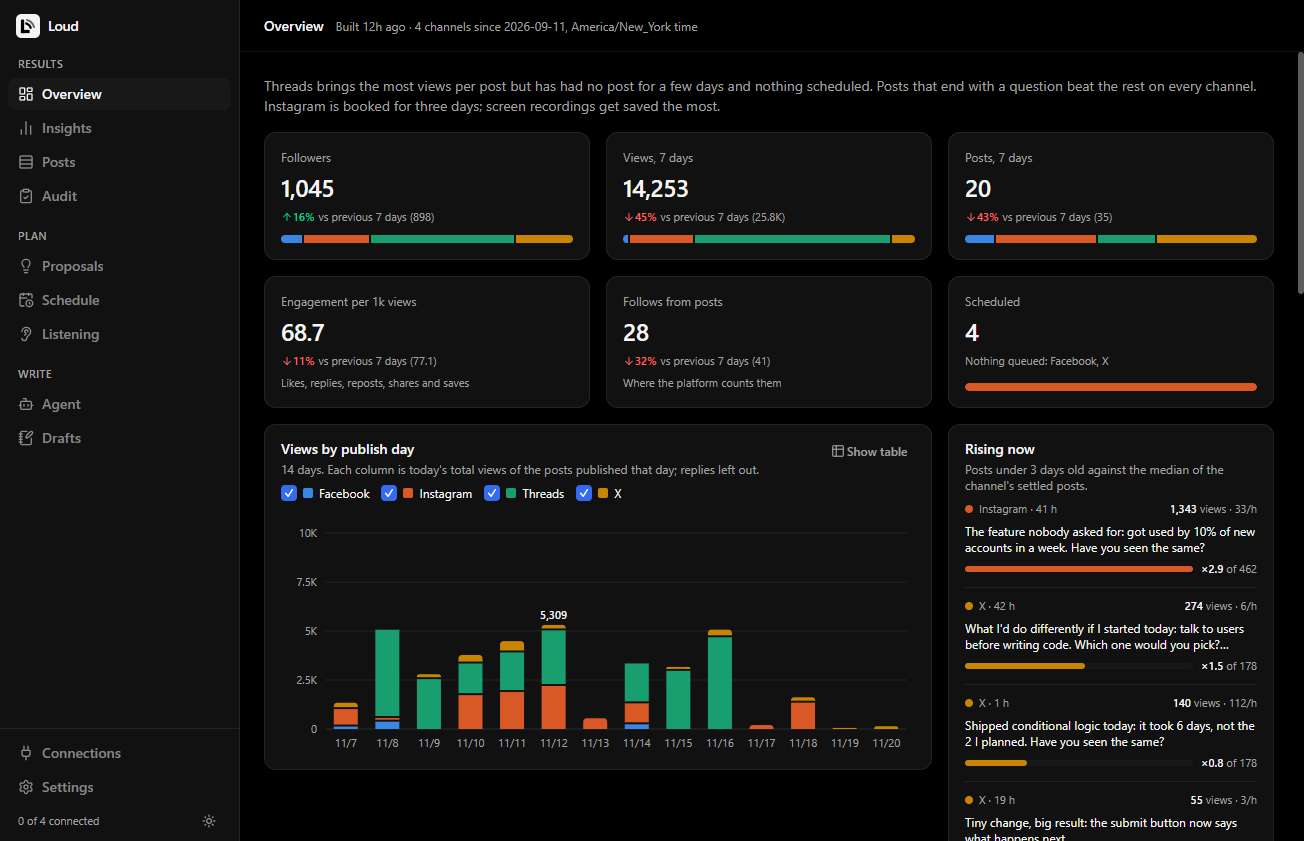 Loud
RESULTS
Overview
Insights
Posts
Audit
PLAN
Proposals
Schedule
Listening
WRITE
Agent
Drafts
Connections
Settings
0 of 4 connected
Overview Built 12h ago · 4 channels since 2026-09-11, America/New_York time
Threads brings the most views per post but has had no post for a few days and nothing scheduled. Posts that end with a question beat the rest on every channel.
Instagram is booked for three days; screen recordings get saved the most.
Followers
1,045
↑16% vs previous 7 days (898)
Views, 7 days
14,253
↓45% vs previous 7 days (25.8K)
Posts, 7 days
20
↓43% vs previous 7 days (35)
Engagement per 1k views
68.7
↓11% vs previous 7 days (77.1)
Likes, replies, reposts, shares and saves
Follows from posts
28
↓32% vs previous 7 days (41)
Where the platform counts them
Scheduled
4
Nothing queued: Facebook, X
Views by publish day
Show table
14 days. Each column is today's total views of the posts published that day; replies left out.
Facebook Instagram Threads X
10K
7.5K
5K
2.5K
0
5,309
11/7 11/8 11/9 11/10 11/11 11/12 11/13 11/14 11/15 11/16 11/17 11/18 11/19 11/20
Rising now
Posts under 3 days old against the median of the
channel's settled posts.
Instagram · 41 h 1,343 views · 33/h
The feature nobody asked for: got used by 10% of new
accounts in a week. Have you seen the same?
×2.9 of 462
X · 42 h 274 views · 6/h
What I'd do differently if I started today: talk to users
before writing code. Which one would you pick?...
×1.5 of 178
X · 1 h 140 views · 112/h
Shipped conditional logic today: it took 6 days, not the
2 I planned. Have you seen the same?
×0.8 of 178
X · 19 h 55 views · 3/h
Tiny change, big result: the submit button now says
what happens next